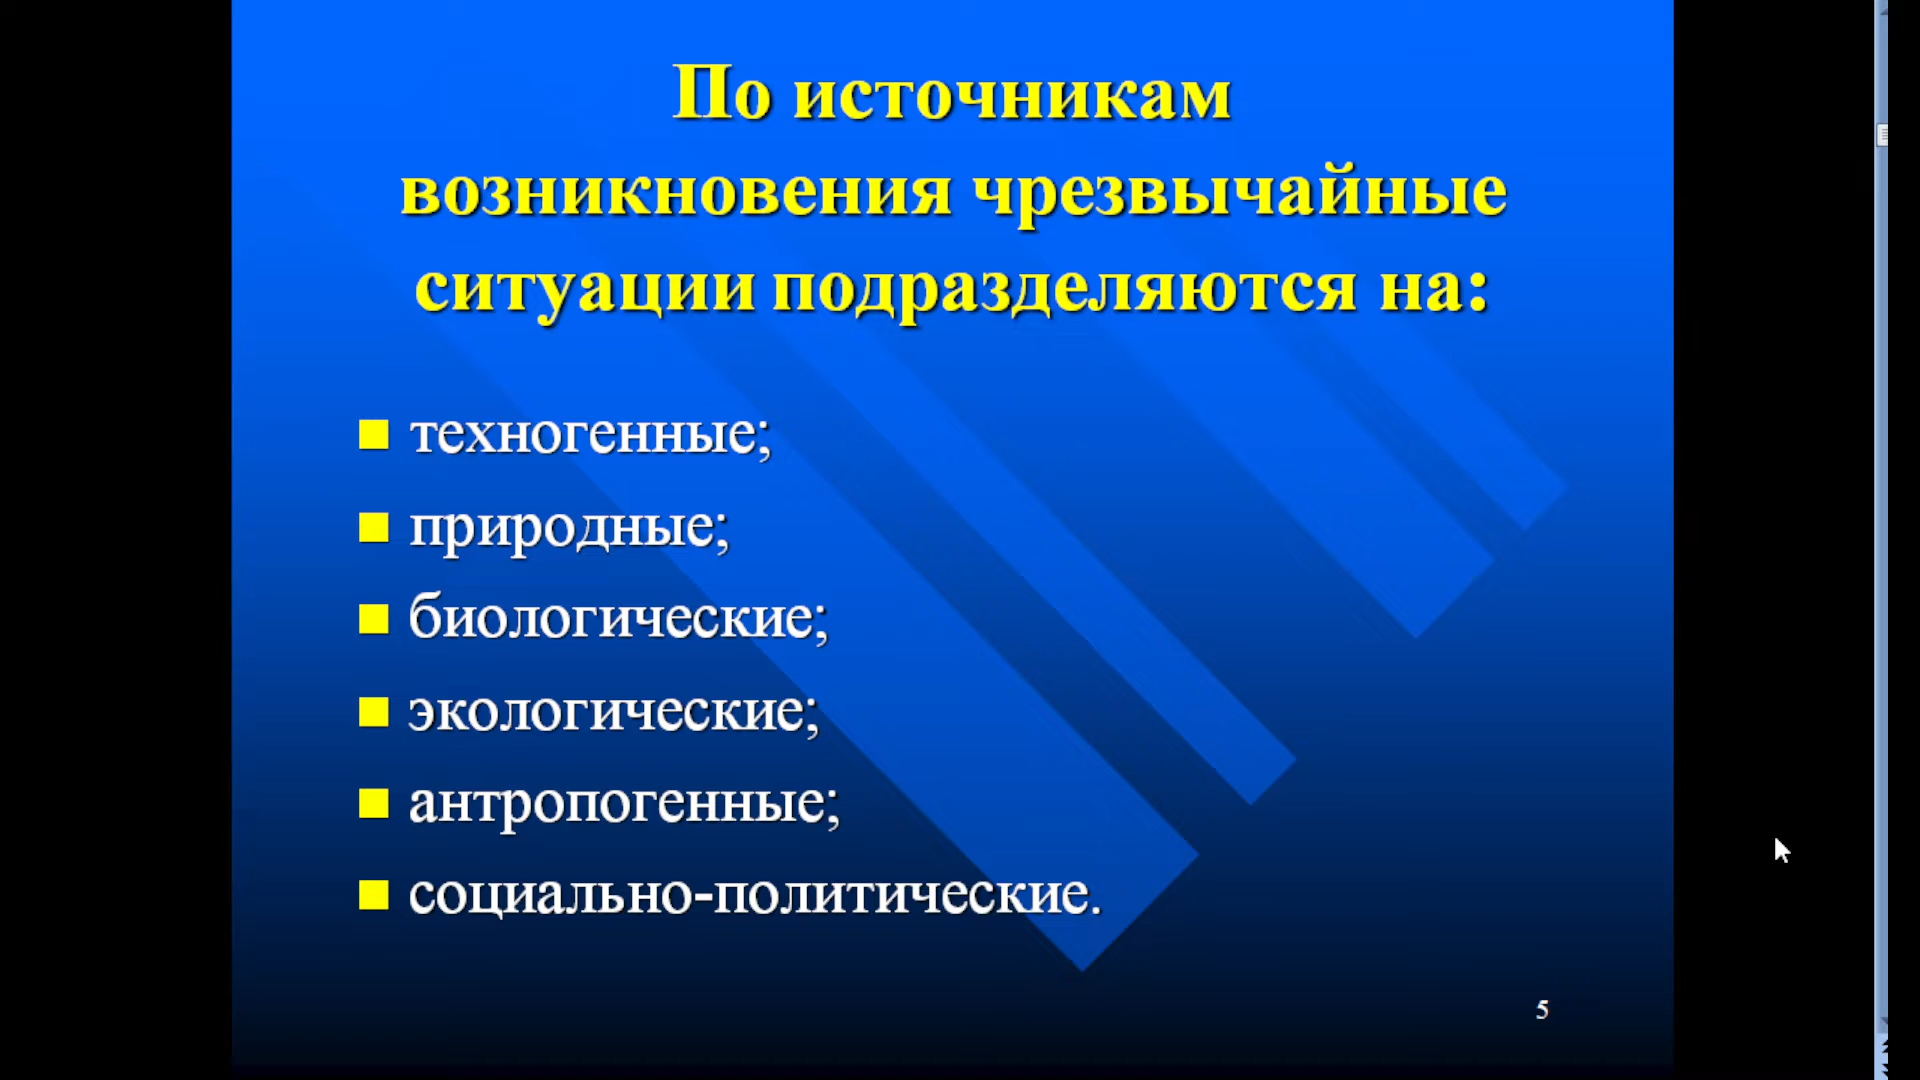 По источникам
возникновения чрезвычайные
ситуации подразделяются на:
техногенные;
природные;
биологические;
экологические;
антропогенные;
социально-политические.
5